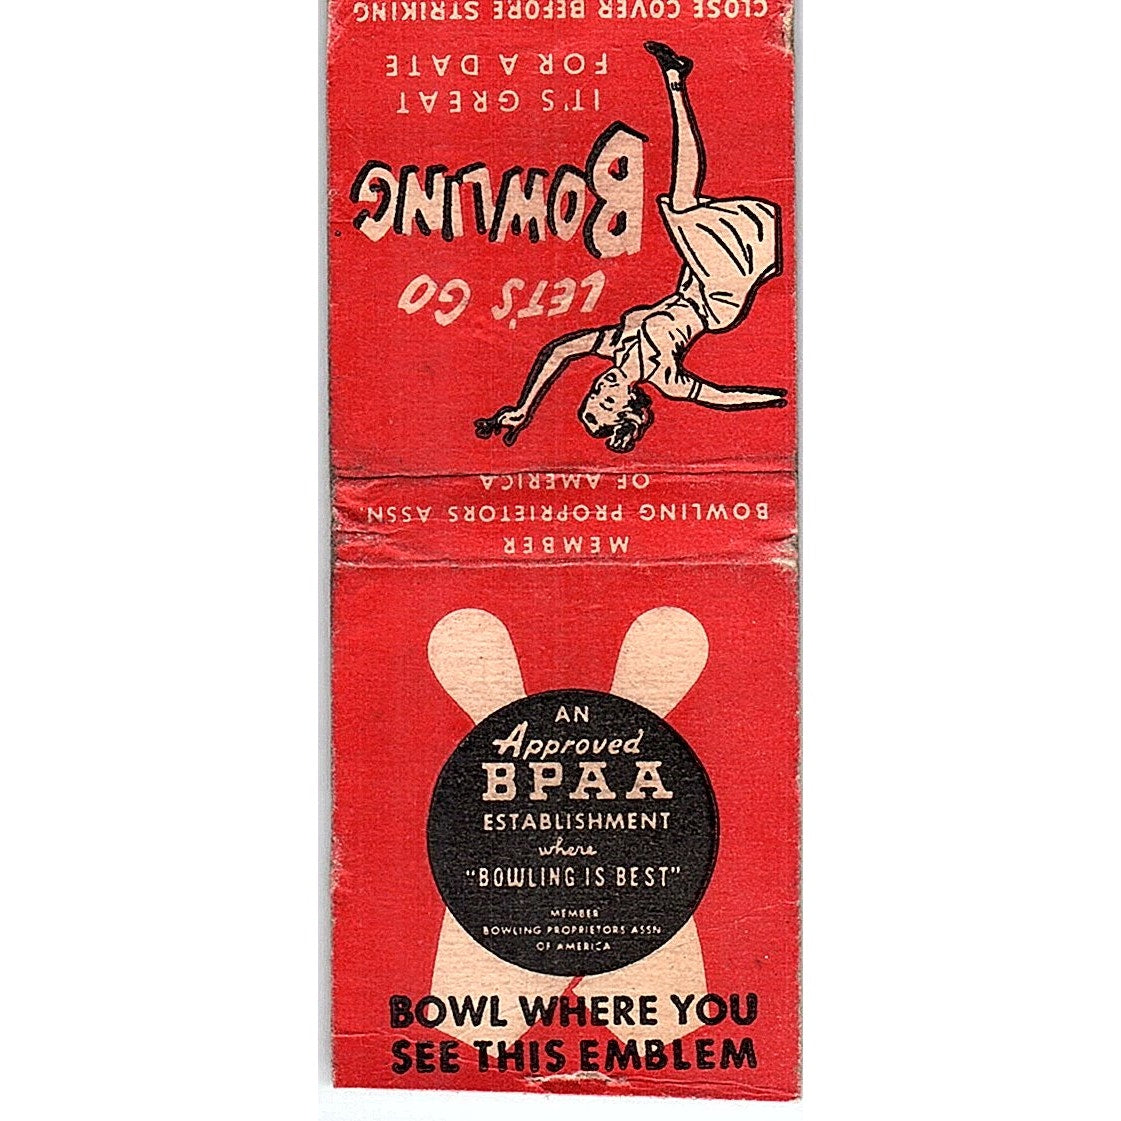 LET'S GO
BOWLING
IT'S GREAT
FOR A DATE
CLOSE COVER BEFORE STRIKING
MEMBER
BOWLING PROPRIETORS ASSN.
OF AMERICA
AN
Approved
BPAA
ESTABLISHMENT
where
"BOWLING IS BEST"
MEMBER
BOWLING PROPRIETORS ASSN
OF AMERICA
BOWL WHERE YOU
SEE THIS EMBLEM